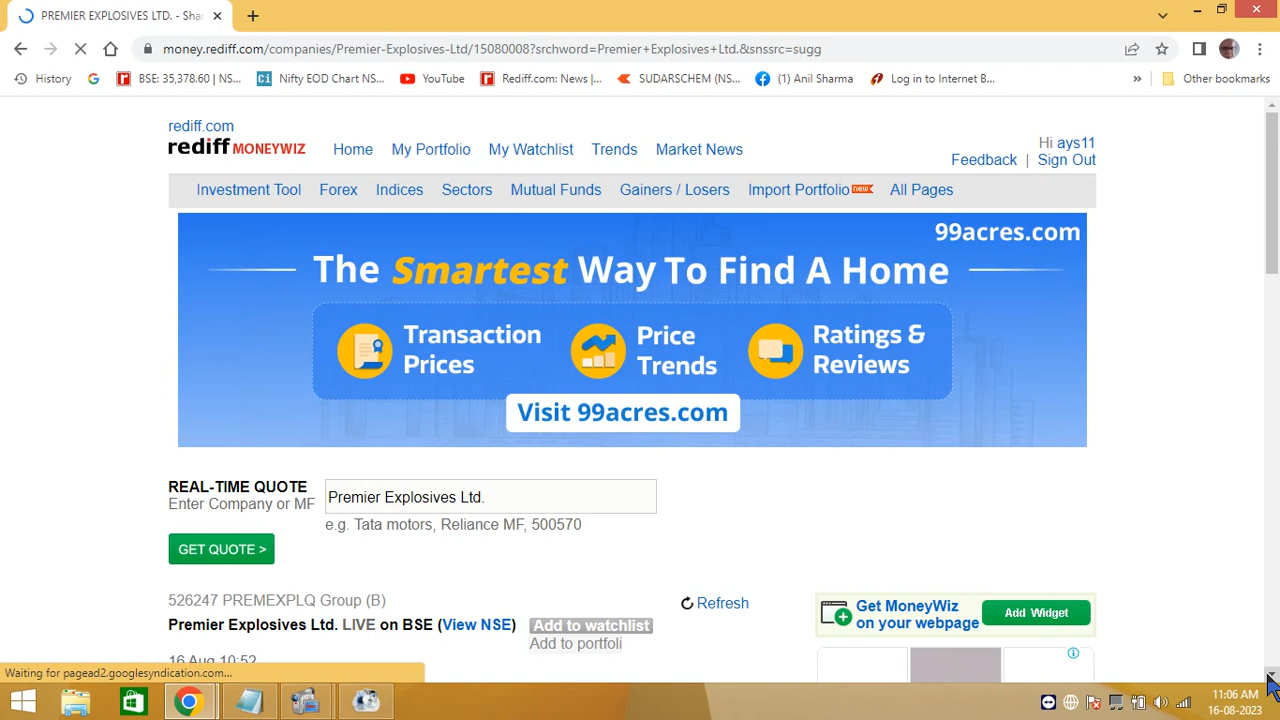 PREMIER EXPLOSIVES LTD. - Sha
money.rediff.com/companies/Premier-Explosives-Ltd/15080008?srchword=Premier+Explosives+Ltd.&snssrc=sugg
History
BSE: 35,378.60 | NS...
Nifty EOD Chart NS...
YouTube
Rediff.com: News |...
SUDARSCHEM (NS...
(1) Anil Sharma
Log in to Internet B...
»
Other bookmarks
rediff.com
rediff MONEYWIZ
Home
My Portfolio
My Watchlist
Trends
Market News
Hi ays11
Feedback | Sign Out
Investment Tool
Forex
Indices
Sectors
Mutual Funds
Gainers / Losers
Import Portfolio new
All Pages
99acres.com
The Smartest Way To Find A Home
Transaction Prices
Price Trends
Ratings & Reviews
Visit 99acres.com
REAL-TIME QUOTE
Enter Company or MF
Premier Explosives Ltd.
e.g. Tata motors, Reliance MF, 500570
GET QUOTE >
526247 PREMEXPLQ Group (B)
Refresh
Premier Explosives Ltd. LIVE on BSE (View NSE)
Add to watchlist
Add to portfoli
16 Aug 10:52
Get MoneyWiz
on your webpage
Add Widget
Waiting for pagead2.googlesyndication.com...
11:06 AM
16-08-2023